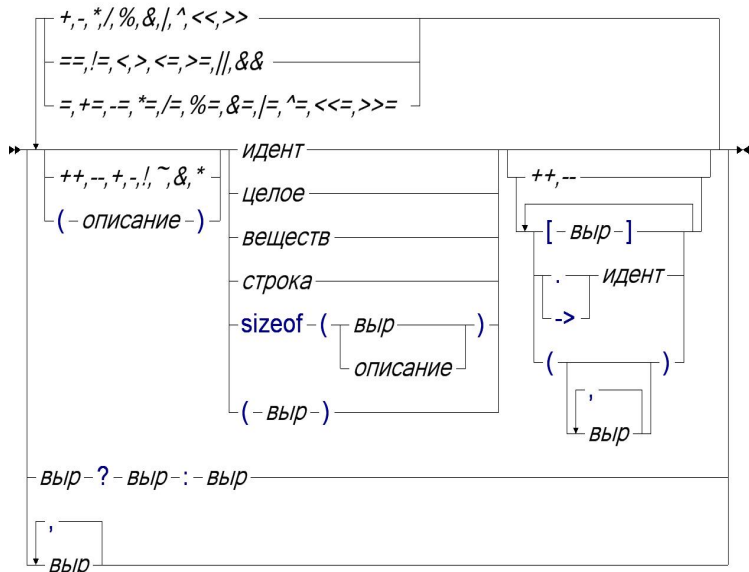 +,-,*,/,%,&,|,^,<<,>>
==,!=,<,>,<=,>=,||,&&
=,+=,-=,*=,/=,%=,&=,|=,^=,<<=,>>=
идент
++,--,+,-,!,~,&,*
++,--
( описание )
целое
[ выр ]
веществ
. идент
строка
->
sizeof ( выр )
описание
( )
,
выр
( выр )
выр ? выр : выр
,
выр